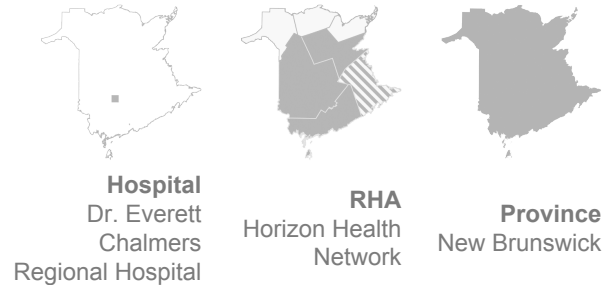 Hospital
Dr. Everett
Chalmers
Regional Hospital
RHA
Horizon Health
Network
Province
New Brunswick